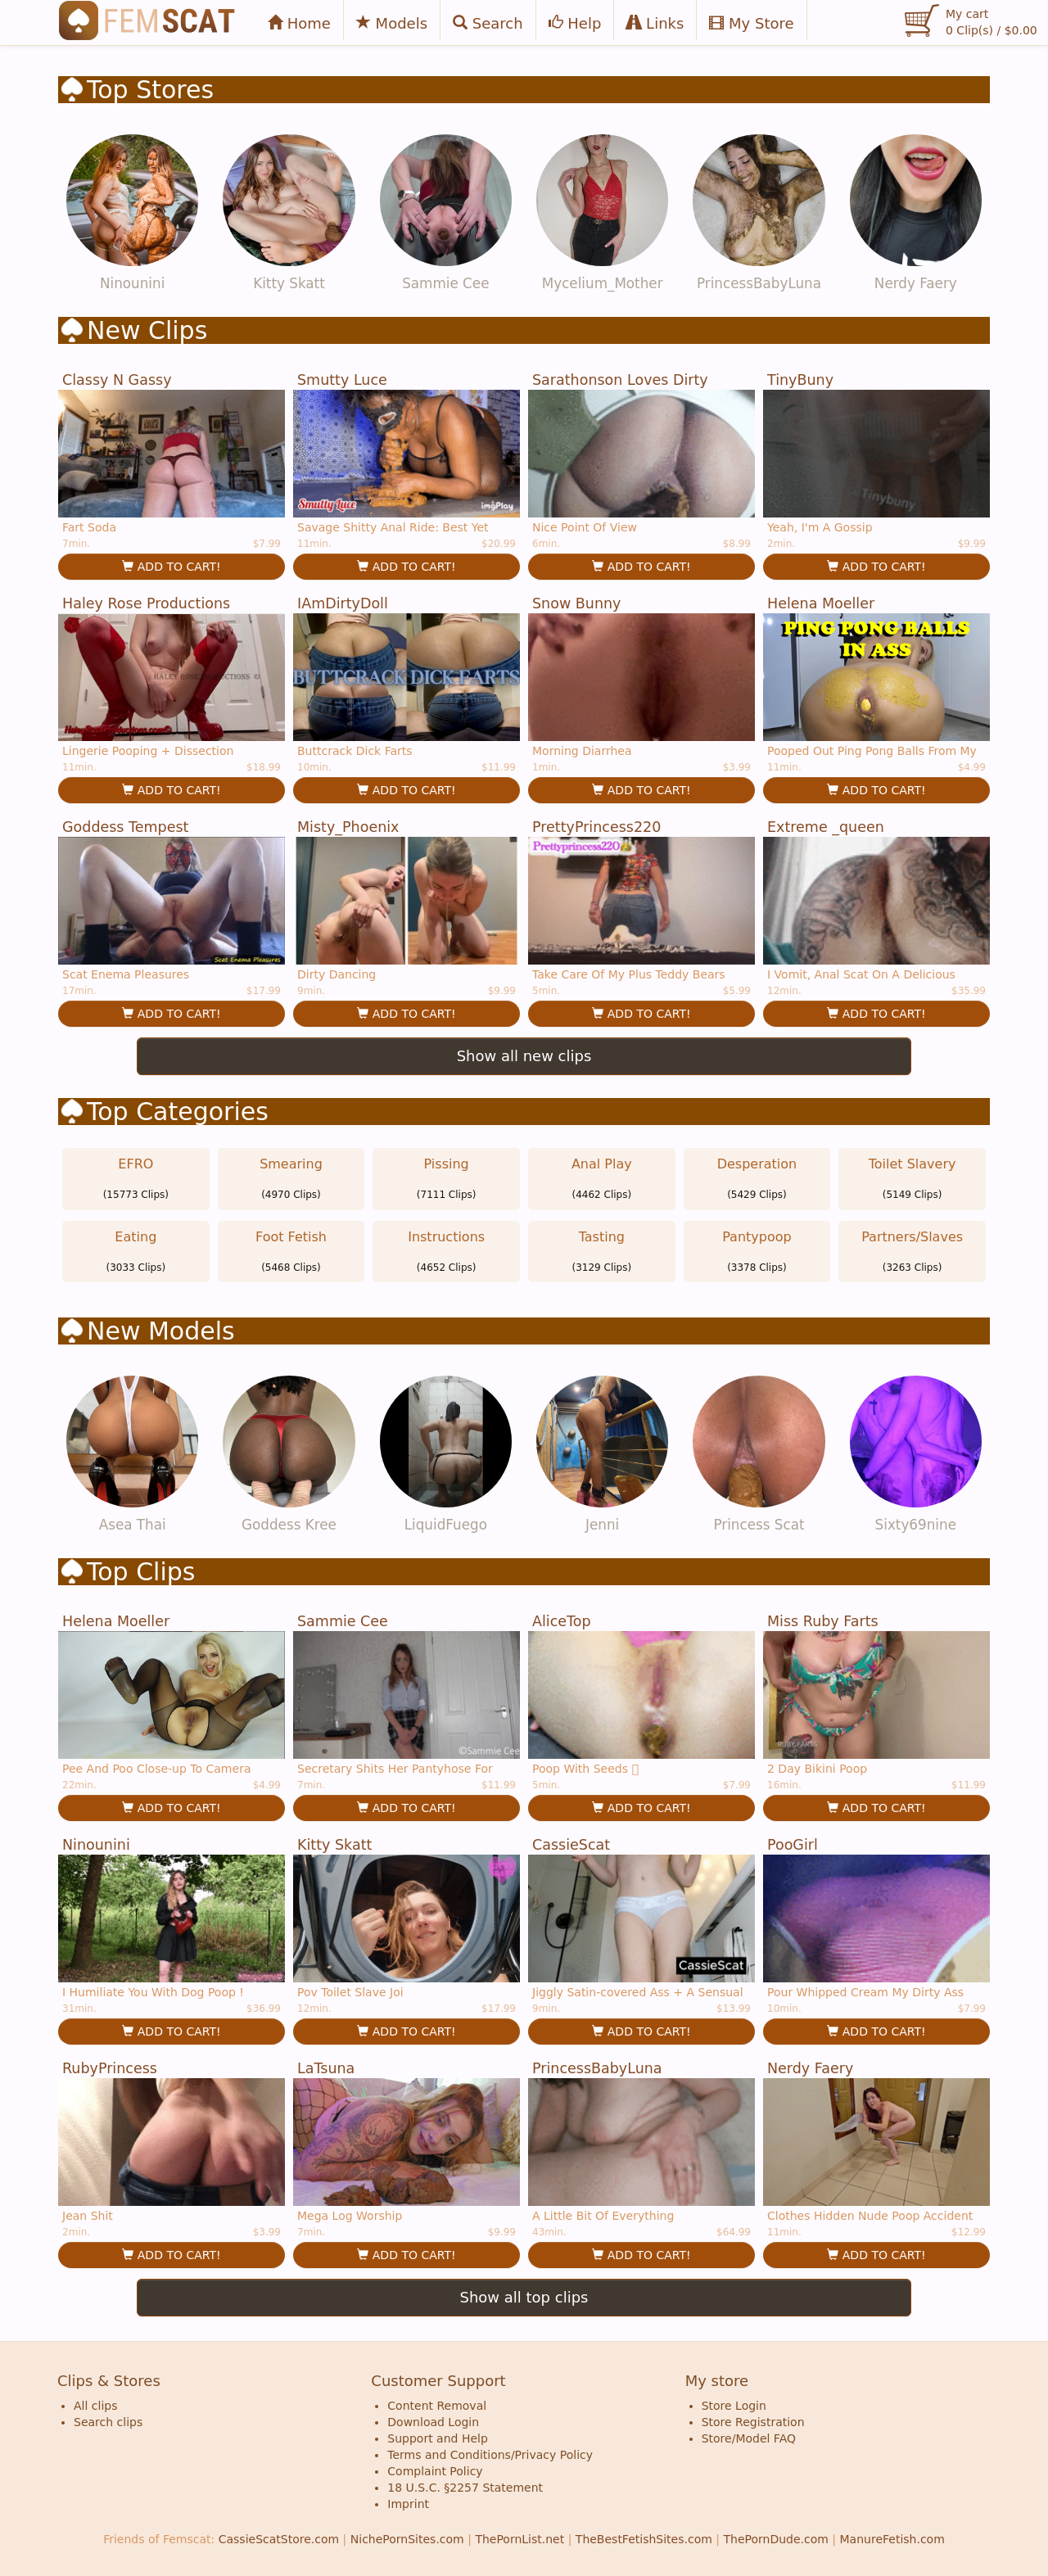 FEMSCAT
Home
Models
Search
Help
Links
My Store
My cart
0 Clip(s) / $0.00
Top Stores
Ninounini
Kitty Skatt
Sammie Cee
Mycelium_Mother
PrincessBabyLuna
Nerdy Faery
New Clips
Classy N Gassy
Fart Soda
7min. $7.99
ADD TO CART!
Smutty Luce
Smutty Luce
imgPlay
Savage Shitty Anal Ride: Best Yet
11min. $20.99
ADD TO CART!
Sarathonson Loves Dirty
Nice Point Of View
6min. $8.99
ADD TO CART!
TinyBuny
Tinybuny
Yeah, I'm A Gossip
2min. $9.99
ADD TO CART!
Haley Rose Productions
HALEY ROSE PRODUCTIONS ©
Lingerie Pooping + Dissection
11min. $18.99
ADD TO CART!
IAmDirtyDoll
BUTTCRACK DICK FARTS
Buttcrack Dick Farts
10min. $11.99
ADD TO CART!
Snow Bunny
Morning Diarrhea
1min. $3.99
ADD TO CART!
Helena Moeller
PING PONG BALLS
IN ASS
Pooped Out Ping Pong Balls From My
11min. $4.99
ADD TO CART!
Goddess Tempest
Scat Enema Pleasures
Scat Enema Pleasures
17min. $17.99
ADD TO CART!
Misty_Phoenix
Dirty Dancing
9min. $9.99
ADD TO CART!
PrettyPrincess220
Prettyprincess220
Take Care Of My Plus Teddy Bears
5min. $5.99
ADD TO CART!
Extreme _queen
I Vomit, Anal Scat On A Delicious
12min. $35.99
ADD TO CART!
Show all new clips
Top Categories
EFRO
(15773 Clips)
Smearing
(4970 Clips)
Pissing
(7111 Clips)
Anal Play
(4462 Clips)
Desperation
(5429 Clips)
Toilet Slavery
(5149 Clips)
Eating
(3033 Clips)
Foot Fetish
(5468 Clips)
Instructions
(4652 Clips)
Tasting
(3129 Clips)
Pantypoop
(3378 Clips)
Partners/Slaves
(3263 Clips)
New Models
Asea Thai
Goddess Kree
LiquidFuego
Jenni
Princess Scat
Sixty69nine
Top Clips
Helena Moeller
Pee And Poo Close-up To Camera
22min. $4.99
ADD TO CART!
Sammie Cee
©Sammie Cee
Secretary Shits Her Pantyhose For
7min. $11.99
ADD TO CART!
AliceTop
Poop With Seeds
5min. $7.99
ADD TO CART!
Miss Ruby Farts
RUBY FARTS
2 Day Bikini Poop
16min. $11.99
ADD TO CART!
Ninounini
I Humiliate You With Dog Poop !
31min. $36.99
ADD TO CART!
Kitty Skatt
Pov Toilet Slave Joi
12min. $17.99
ADD TO CART!
CassieScat
CassieScat
Jiggly Satin-covered Ass + A Sensual
9min. $13.99
ADD TO CART!
PooGirl
Pour Whipped Cream My Dirty Ass
10min. $7.99
ADD TO CART!
RubyPrincess
Jean Shit
2min. $3.99
ADD TO CART!
LaTsuna
Mega Log Worship
7min. $9.99
ADD TO CART!
PrincessBabyLuna
A Little Bit Of Everything
43min. $64.99
ADD TO CART!
Nerdy Faery
Clothes Hidden Nude Poop Accident
11min. $12.99
ADD TO CART!
Show all top clips
Clips & Stores
All clips
Search clips
Customer Support
Content Removal
Download Login
Support and Help
Terms and Conditions/Privacy Policy
Complaint Policy
18 U.S.C. §2257 Statement
Imprint
My store
Store Login
Store Registration
Store/Model FAQ
Friends of Femscat: CassieScatStore.com | NichePornSites.com | ThePornList.net | TheBestFetishSites.com | ThePornDude.com | ManureFetish.com